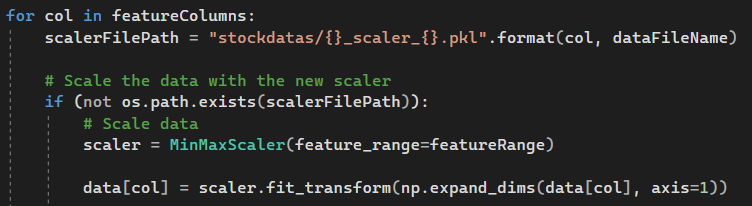 for col in featureColumns:
scalerFilePath = "stockdatas/{}_scaler_{}.pkl".format(col, dataFileName)
# Scale the data with the new scaler
if (not os.path.exists(scalerFilePath)):
# Scale data
scaler = MinMaxScaler(feature_range=featureRange)
data[col] = scaler.fit_transform(np.expand_dims(data[col], axis=1))